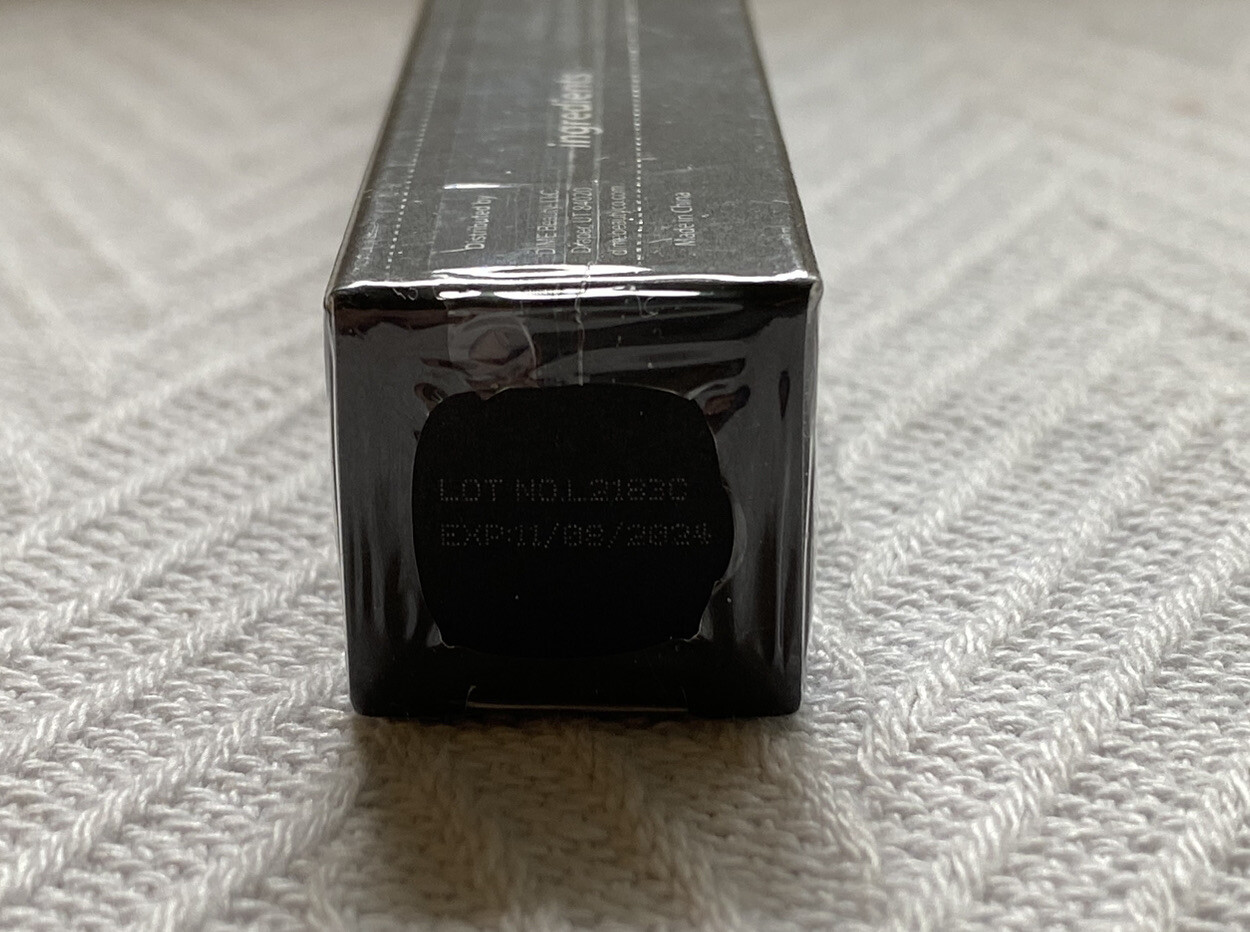 ingredients
Distributed by
DIME Beauty, LLC
Draper, UT 84020
dimebeautyco.com
Made in China
LOT NO.L2183C
EXP:11/08/2034